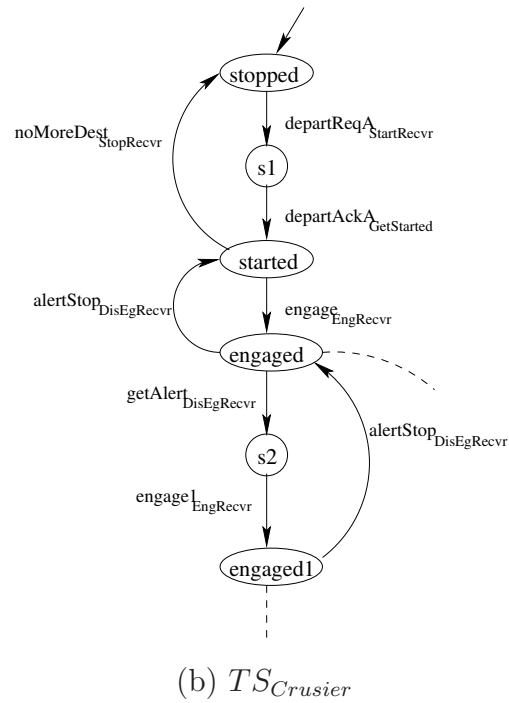 stopped
departReqA_StartRecvr
noMoreDest_StopRecvr
s1
departAckA_GetStarted
started
alertStop_DisEgRecvr
engage_EngRecvr
engaged
getAlert_DisEgRecvr
alertStop_DisEgRecvr
s2
engage1_EngRecvr
engaged1
(b) TS_Crusier